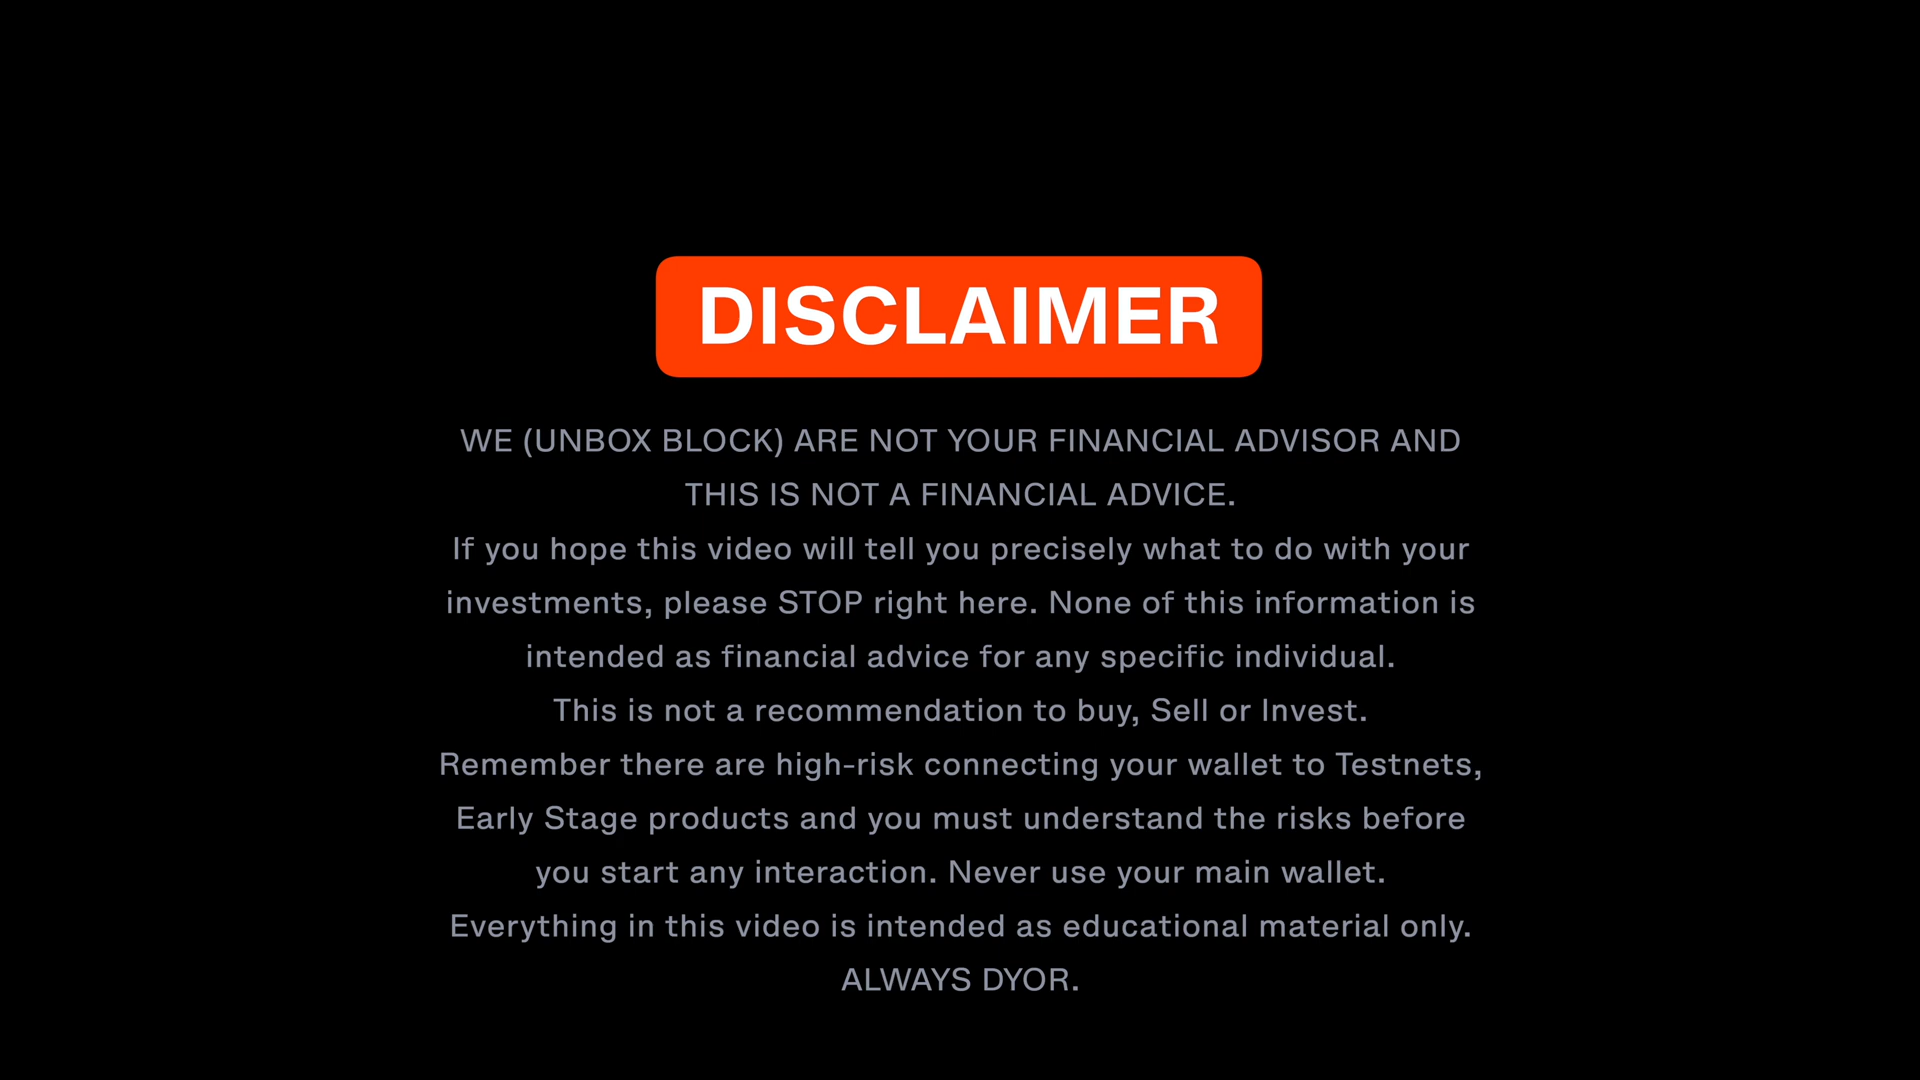 DISCLAIMER
WE (UNBOX BLOCK) ARE NOT YOUR FINANCIAL ADVISOR AND
THIS IS NOT A FINANCIAL ADVICE.
If you hope this video will tell you precisely what to do with your
investments, please STOP right here. None of this information is
intended as financial advice for any specific individual.
This is not a recommendation to buy, Sell or Invest.
Remember there are high-risk connecting your wallet to Testnets,
Early Stage products and you must understand the risks before
you start any interaction. Never use your main wallet.
Everything in this video is intended as educational material only.
ALWAYS DYOR.